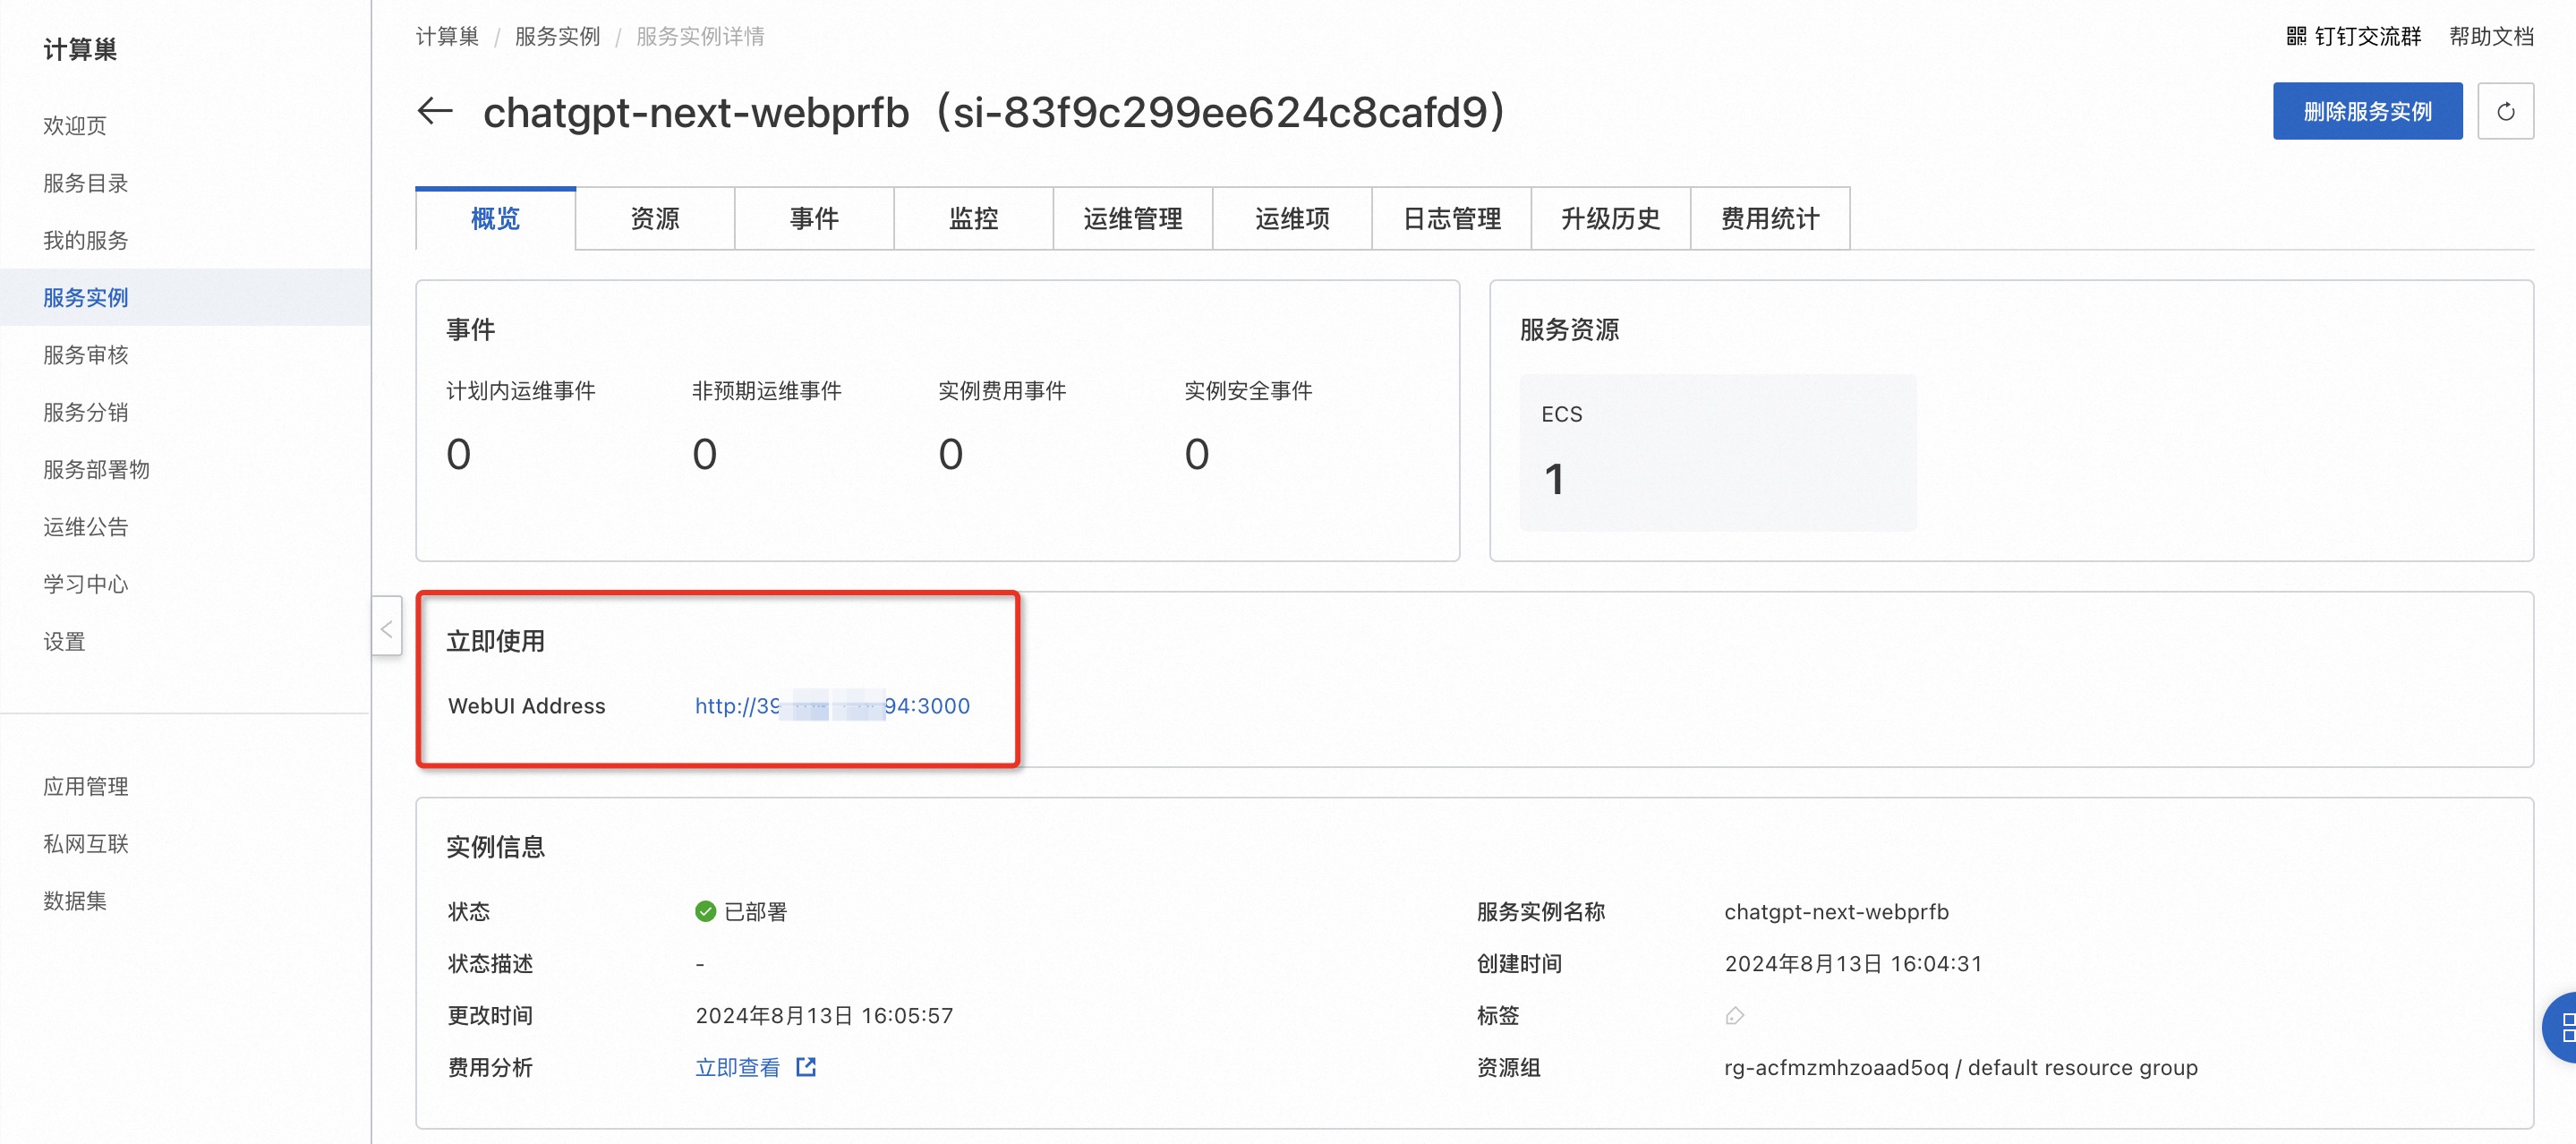 计算巢
欢迎页
服务目录
我的服务
服务实例
服务审核
服务分销
服务部署物
运维公告
学习中心
设置
应用管理
私网互联
数据集
计算巢 / 服务实例 / 服务实例详情
钉钉交流群 帮助文档
chatgpt-next-webprfb（si-83f9c299ee624c8cafd9）
删除服务实例
概览 资源 事件 监控 运维管理 运维项 日志管理 升级历史 费用统计
事件
计划内运维事件 非预期运维事件 实例费用事件 实例安全事件
0 0 0 0
服务资源
ECS
1
立即使用
WebUI Address http://39 94:3000
实例信息
状态 已部署 服务实例名称 chatgpt-next-webprfb
状态描述 - 创建时间 2024年8月13日 16:04:31
更改时间 2024年8月13日 16:05:57 标签
费用分析 立即查看 资源组 rg-acfmzmhzoaad5oq / default resource group